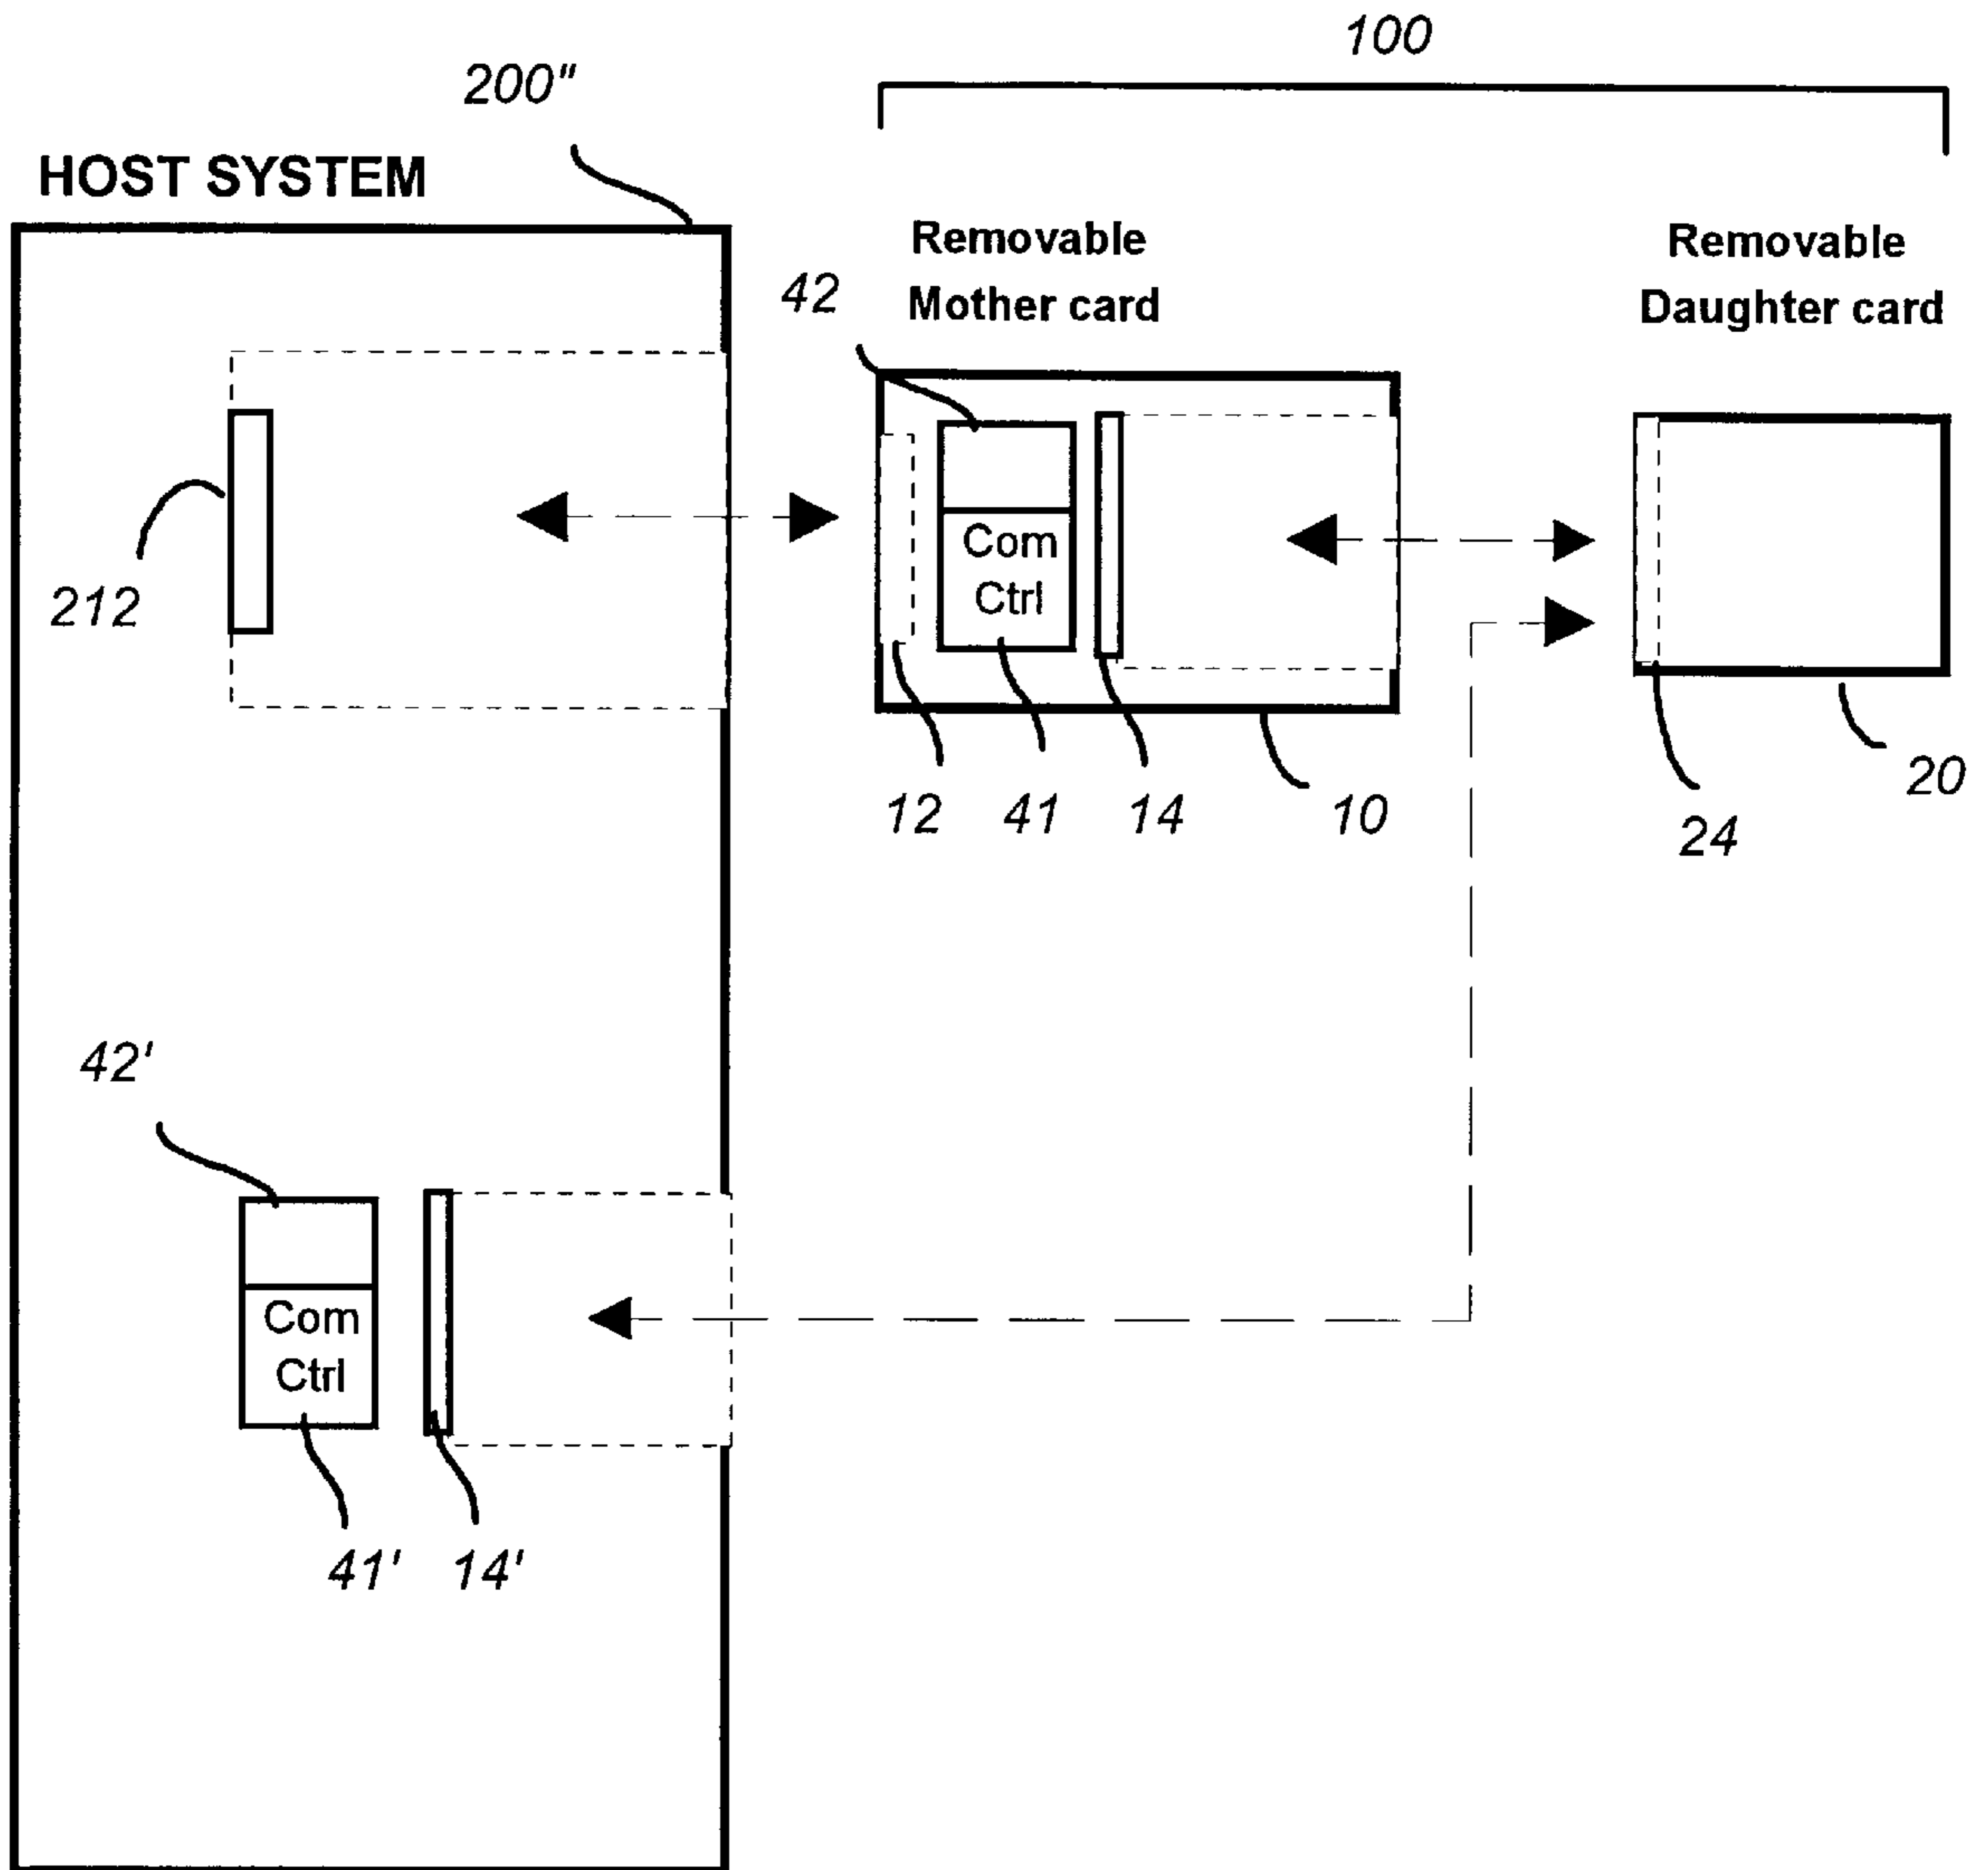 100
200"
HOST SYSTEM
Removable
Mother card
Removable
Daughter card
42
Com
Ctrl
212
12
41
14
10
20
24
42'
Com
Ctrl
41'
14'